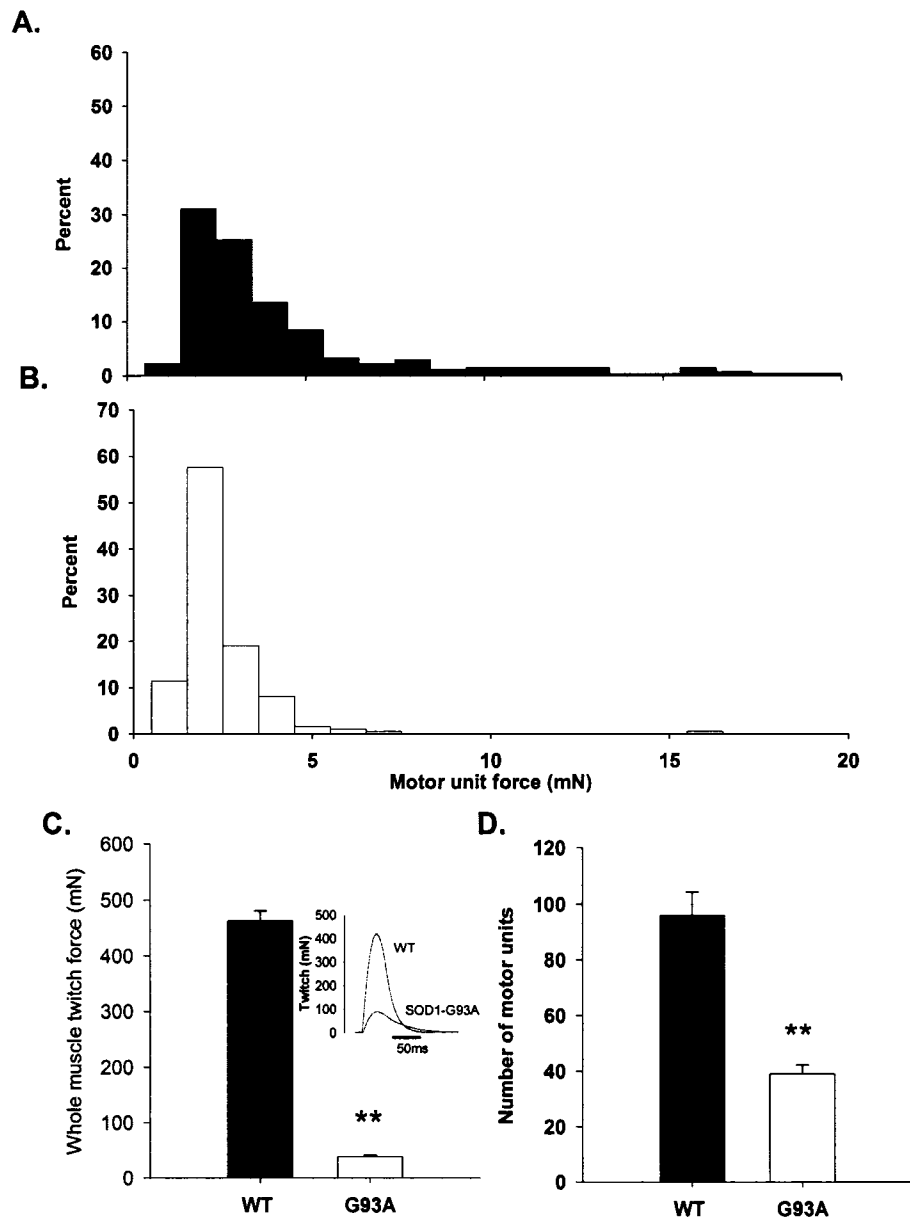 A.
60
50
40
30
20
10
0
Percent
B.
70
60
50
40
30
20
10
0
Percent
0 5 10 15 20
Motor unit force (mN)
C.
600
500
400
300
200
100
0
Whole muscle twitch force (mN)
500
400
300
200
100
0
Twitch (mN)
WT
SOD1-G93A
50ms
**
WT G93A
D.
120
100
80
60
40
20
0
Number of motor units
**
WT G93A